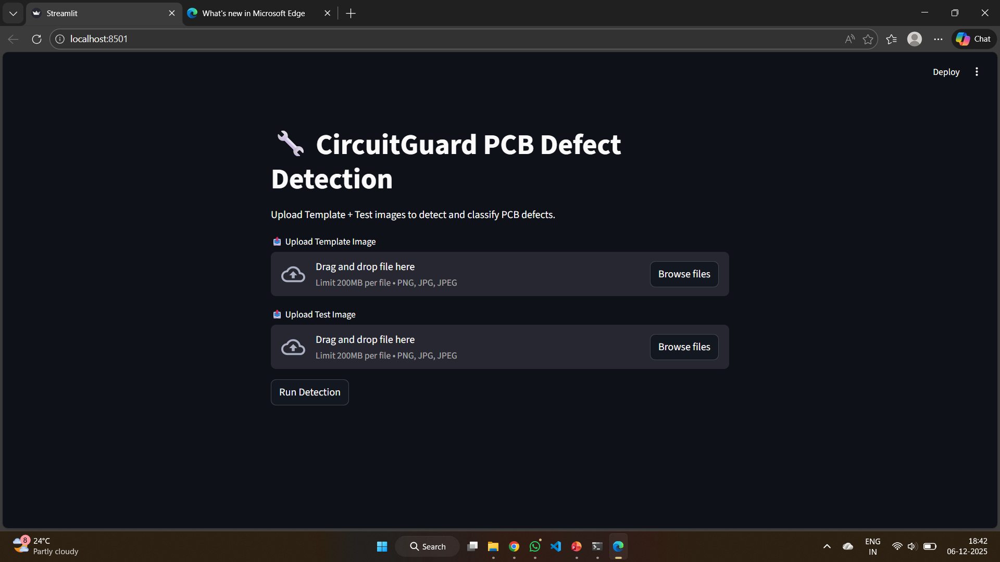 Streamlit
What's new in Microsoft Edge
localhost:8501
Chat
Deploy
CircuitGuard PCB Defect
Detection
Upload Template + Test images to detect and classify PCB defects.
Upload Template Image
Drag and drop file here
Limit 200MB per file • PNG, JPG, JPEG
Browse files
Upload Test Image
Drag and drop file here
Limit 200MB per file • PNG, JPG, JPEG
Browse files
Run Detection
8
24°C
Partly cloudy
Search
ENG
IN
18:42
06-12-2025